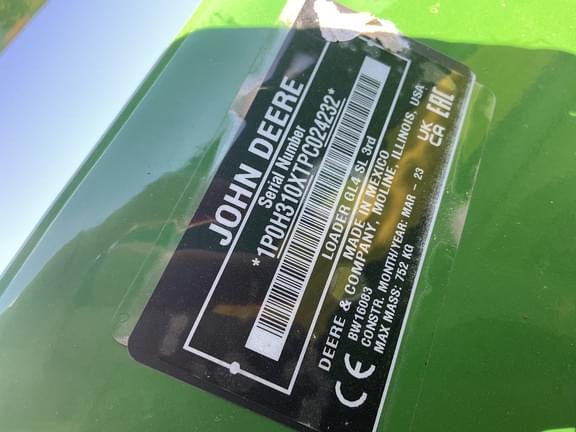 JOHN DEERE
Serial Number
*1P0H310XTPC024232*
LOADER GL4 SL 3rd
MADE IN MEXICO
DEERE & COMPANY, MOLINE, ILLINOIS, USA
BW16083
CONSTR. MONTH/YEAR: MAR - 23
MAX MASS: 752 KG
CE
UK
CA
EAC